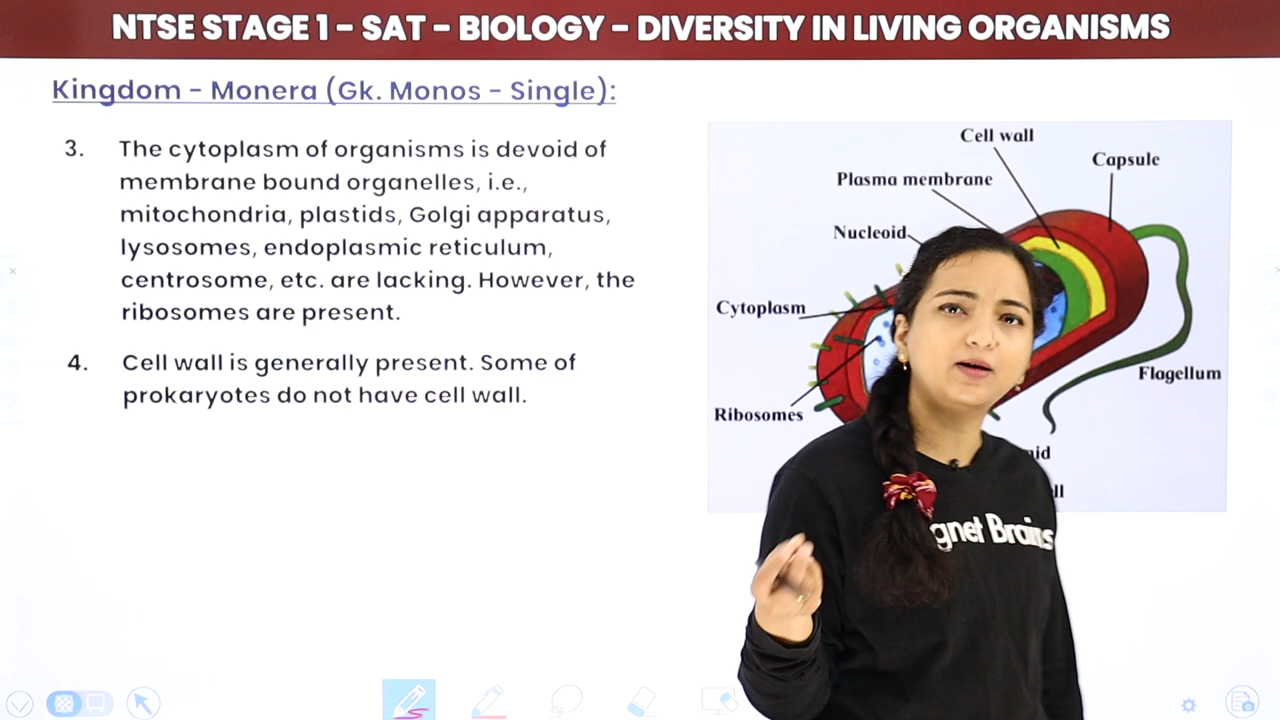 NTSE STAGE 1 – SAT – BIOLOGY – DIVERSITY IN LIVING ORGANISMS
Kingdom – Monera (Gk. Monos – Single):
3. The cytoplasm of organisms is devoid of
membrane bound organelles, i.e.,
mitochondria, plastids, Golgi apparatus,
lysosomes, endoplasmic reticulum,
centrosome, etc. are lacking. However, the
ribosomes are present.
4. Cell wall is generally present. Some of
prokaryotes do not have cell wall.
Cell wall
Capsule
Plasma membrane
Nucleoid
Cytoplasm
Flagellum
Ribosomes
Brains